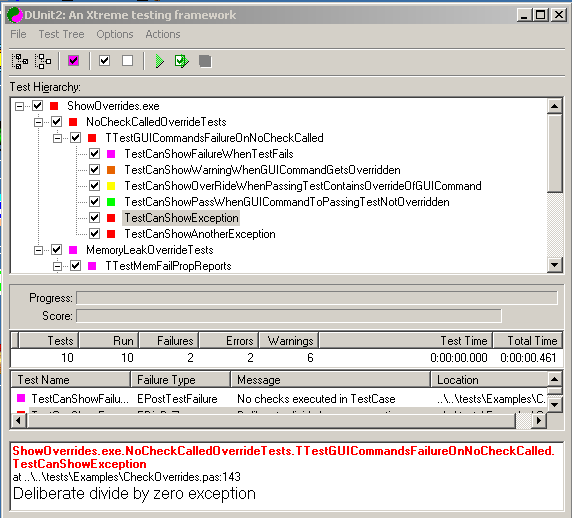 DUnit2: An Xtreme testing framework
File Test Tree Options Actions
Test Hierarchy:
ShowOverrides.exe
NoCheckCalledOverrideTests
TTestGUICommandsFailureOnNoCheckCalled
TestCanShowFailureWhenTestFails
TestCanShowWarningWhenGUICommandGetsOverridden
TestCanShowOverRideWhenPassingTestContainsOverrideOfGUICommand
TestCanShowPassWhenGUICommandToPassingTestNotOverridden
TestCanShowException
TestCanShowAnotherException
MemoryLeakOverrideTests
TTestMemFailPropReports
Progress:
Score:
Tests Run Failures Errors Warnings Test Time Total Time
10 10 2 2 6 0:00:00.000 0:00:00.461
Test Name Failure Type Message Location
TestCanShowFailu... EPostTestFailure No checks executed in TestCase ..\..\tests\Examples\C...
ShowOverrides.exe.NoCheckCalledOverrideTests.TTestGUICommandsFailureOnNoCheckCalled.
TestCanShowException
at ..\..\tests\Examples\CheckOverrides.pas:143
Deliberate divide by zero exception